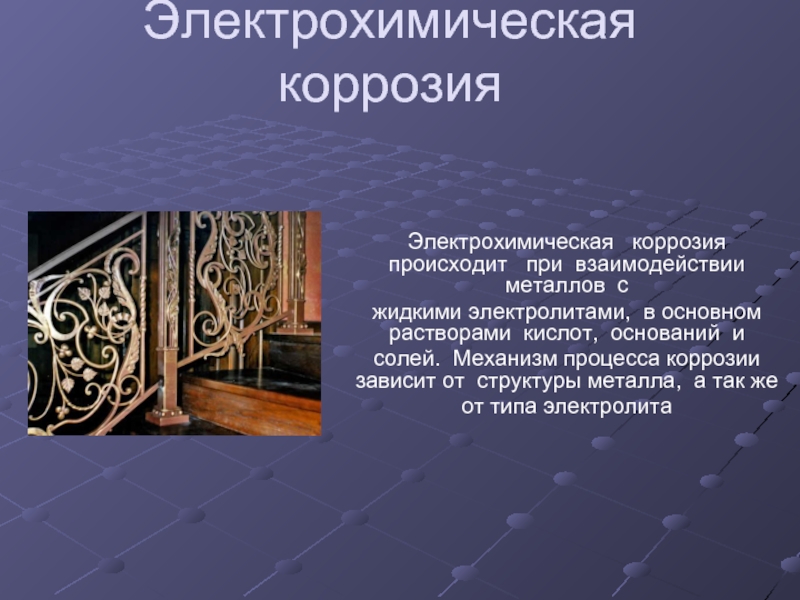 Электрохимическая
коррозия
Электрохимическая коррозия
происходит при взаимодействии
металлов с
жидкими электролитами, в основном
растворами кислот, оснований и
солей. Механизм процесса коррозии
зависит от структуры металла, а так же
от типа электролита